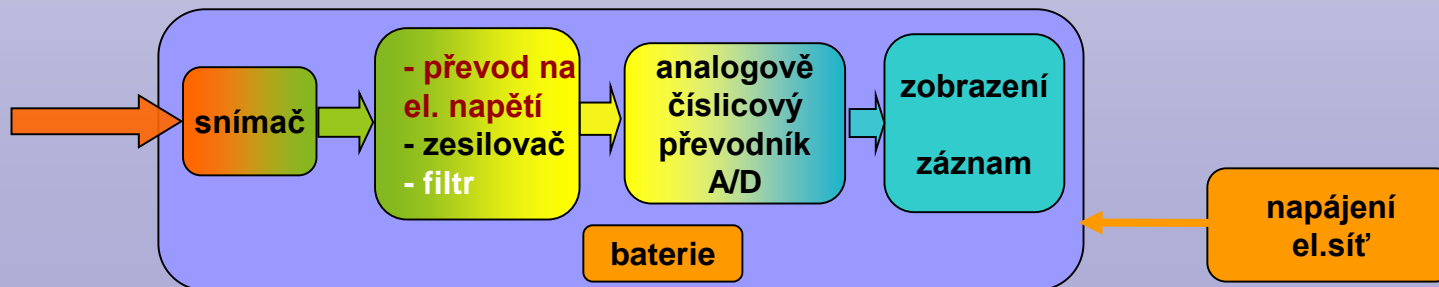 snímač
- převod na
el. napětí
- zesilovač
- filtr
analogově
číslicový
převodník
A/D
zobrazení
záznam
baterie
napájení
el.síť